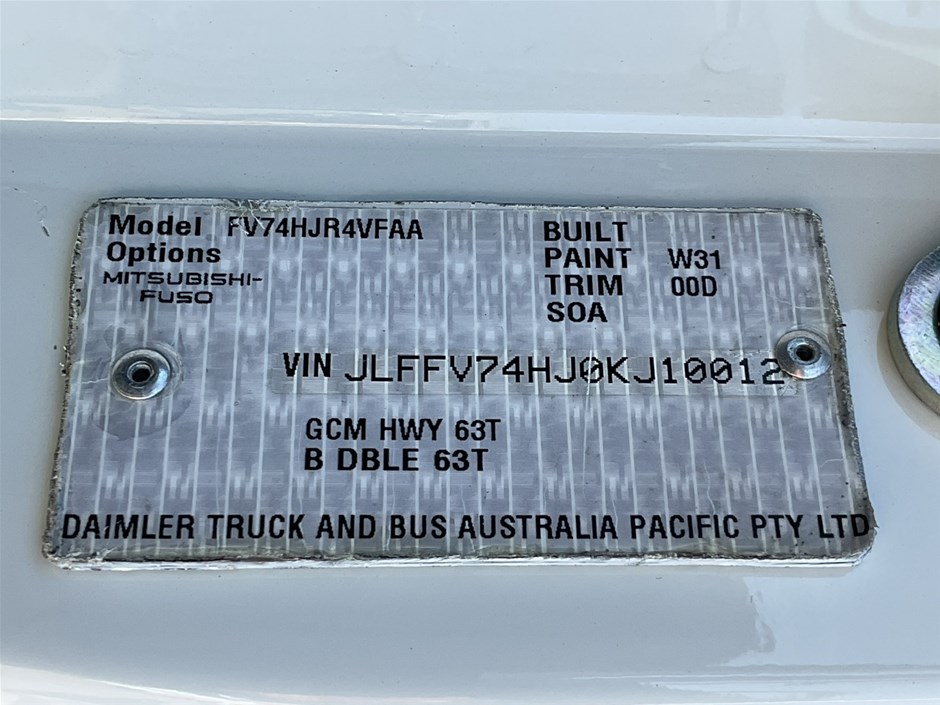 Model FV74HJR4VFAA
Options
MITSUBISHI-
FUSO
BUILT
PAINT W31
TRIM 00D
SOA
VIN JLFFV74HJ0KJ10012
GCM HWY 63T
B DBLE 63T
DAIMLER TRUCK AND BUS AUSTRALIA PACIFIC PTY LTD